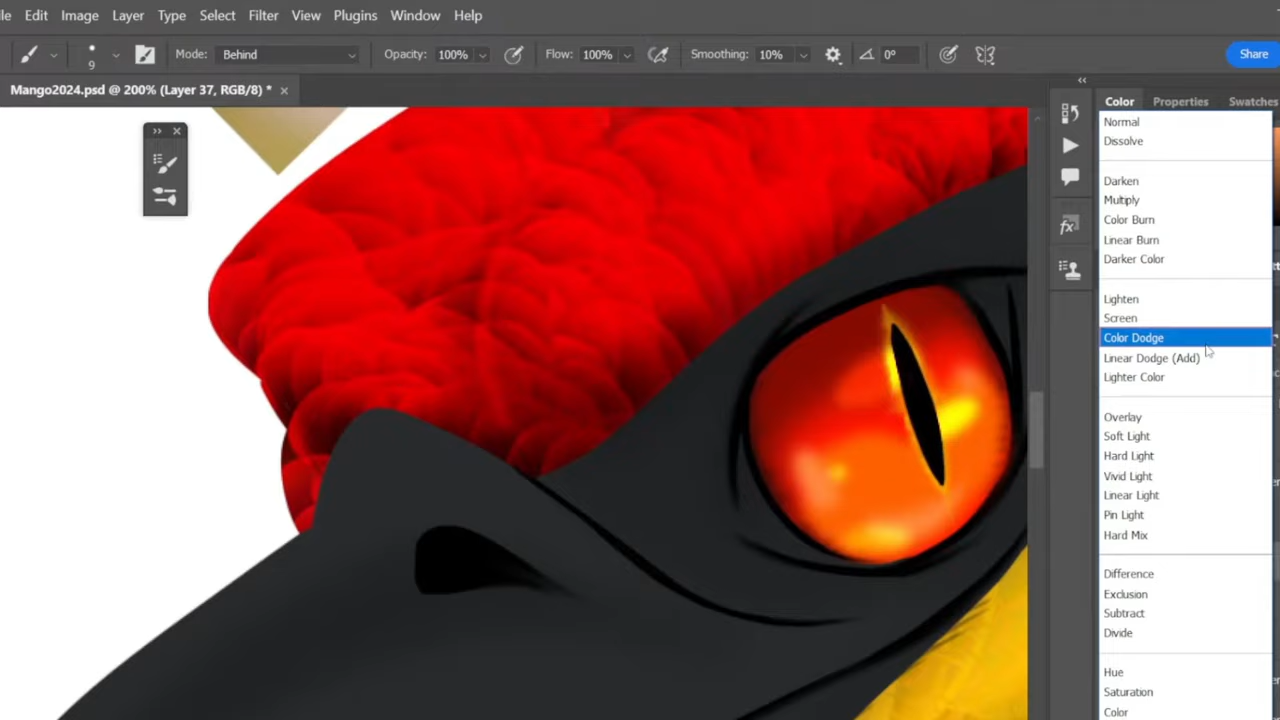 le Edit Image Layer Type Select Filter View Plugins Window Help
9 Mode: Behind Opacity: 100% Flow: 100% Smoothing: 10% 0° Share
Mango2024.psd @ 200% (Layer 37, RGB/8) * ×
Color Properties Swatches
Normal
Dissolve
Darken
Multiply
Color Burn
Linear Burn
Darker Color
Lighten
Screen
Color Dodge
Linear Dodge (Add)
Lighter Color
Overlay
Soft Light
Hard Light
Vivid Light
Linear Light
Pin Light
Hard Mix
Difference
Exclusion
Subtract
Divide
Hue
Saturation
Color
fx